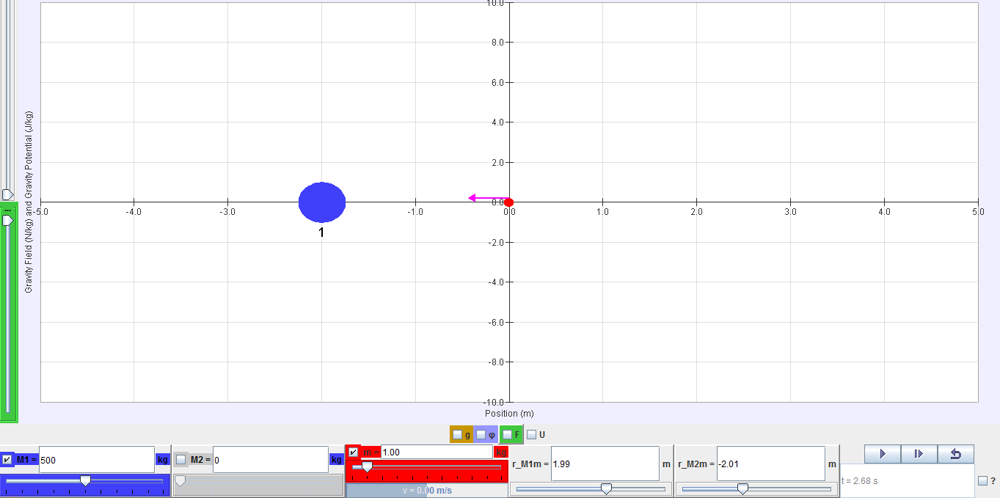 10.0
8.0
6.0
4.0
2.0
0.0
-5.0 -4.0 -3.0 -1.0 0.0 1.0 2.0 3.0 4.0 5.0
1
-2.0
-4.0
-6.0
-8.0
-10.0
Gravity Field (N/kg) and Gravity Potential (J/kg)
Position (m)
g φ F U
M1 = 500 kg M2 = 0 kg m = 1.00 kg r_M1m = 1.99 m r_M2m = -2.01 m
v = 0.00 m/s
t = 2.68 s ?